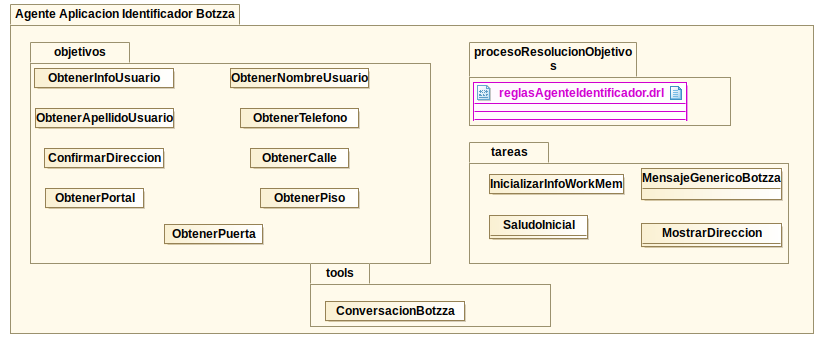 Agente Aplicacion Identificador Botzza
objetivos
ObtenerInfoUsuario
ObtenerNombreUsuario
ObtenerApellidoUsuario
ObtenerTelefono
ConfirmarDireccion
ObtenerCalle
ObtenerPortal
ObtenerPiso
ObtenerPuerta
procesoResolucionObjetivo
s
reglasAgenteIdentificador.drl
tareas
InicializarInfoWorkMem
MensajeGenericoBotzza
SaludoInicial
MostrarDireccion
tools
ConversacionBotzza